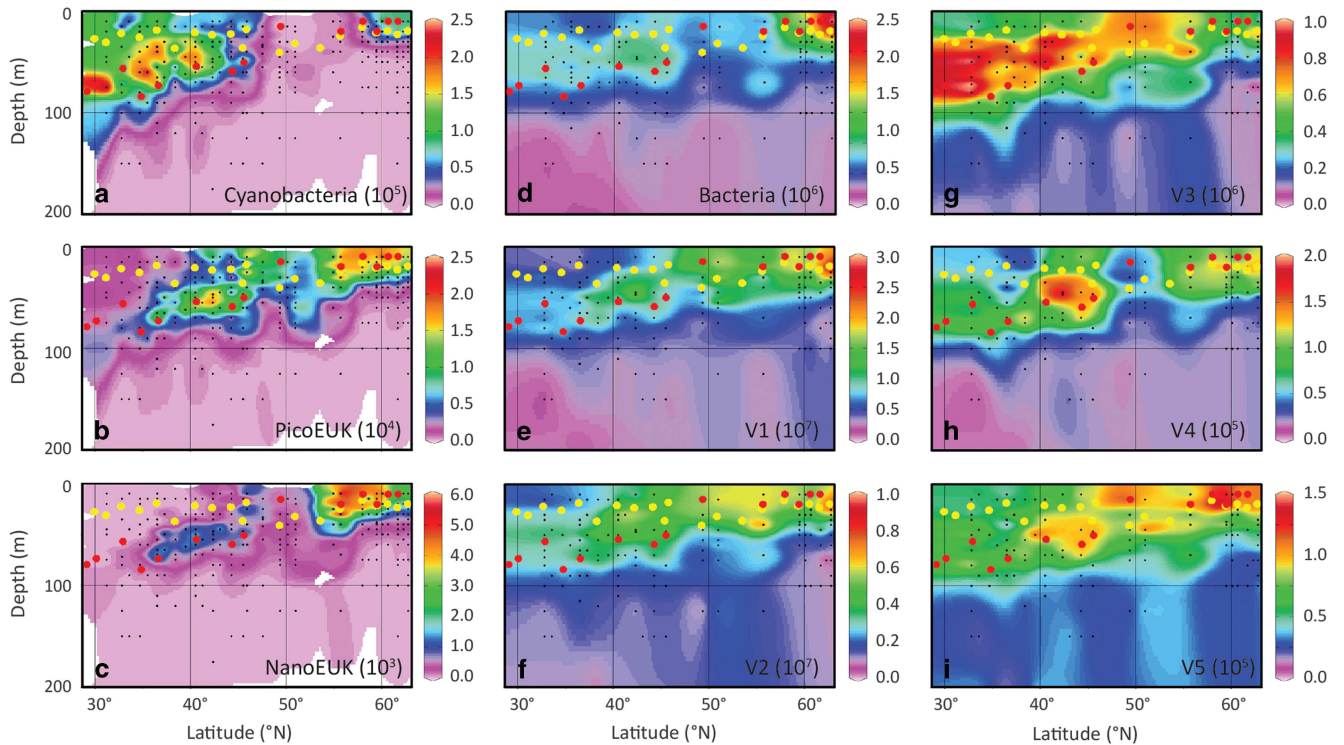 0
100
200
Depth (m)
a
Cyanobacteria (10⁵)
2.5
2.0
1.5
1.0
0.5
0.0
d
Bacteria (10⁶)
2.5
2.0
1.5
1.0
0.5
0.0
g
V3 (10⁶)
1.0
0.8
0.6
0.4
0.2
0.0
0
100
200
Depth (m)
b
PicoEUK (10⁴)
2.5
2.0
1.5
1.0
0.5
0.0
e
V1 (10⁷)
3.0
2.5
2.0
1.5
1.0
0.5
0.0
h
V4 (10⁵)
2.0
1.5
1.0
0.5
0.0
0
100
200
Depth (m)
c
NanoEUK (10³)
6.0
5.0
4.0
3.0
2.0
1.0
0.0
f
V2 (10⁷)
1.0
0.8
0.6
0.4
0.2
0.0
i
V5 (10⁵)
1.5
1.0
0.5
0.0
30° 40° 50° 60°
Latitude (°N)
30° 40° 50° 60°
Latitude (°N)
30° 40° 50° 60°
Latitude (°N)